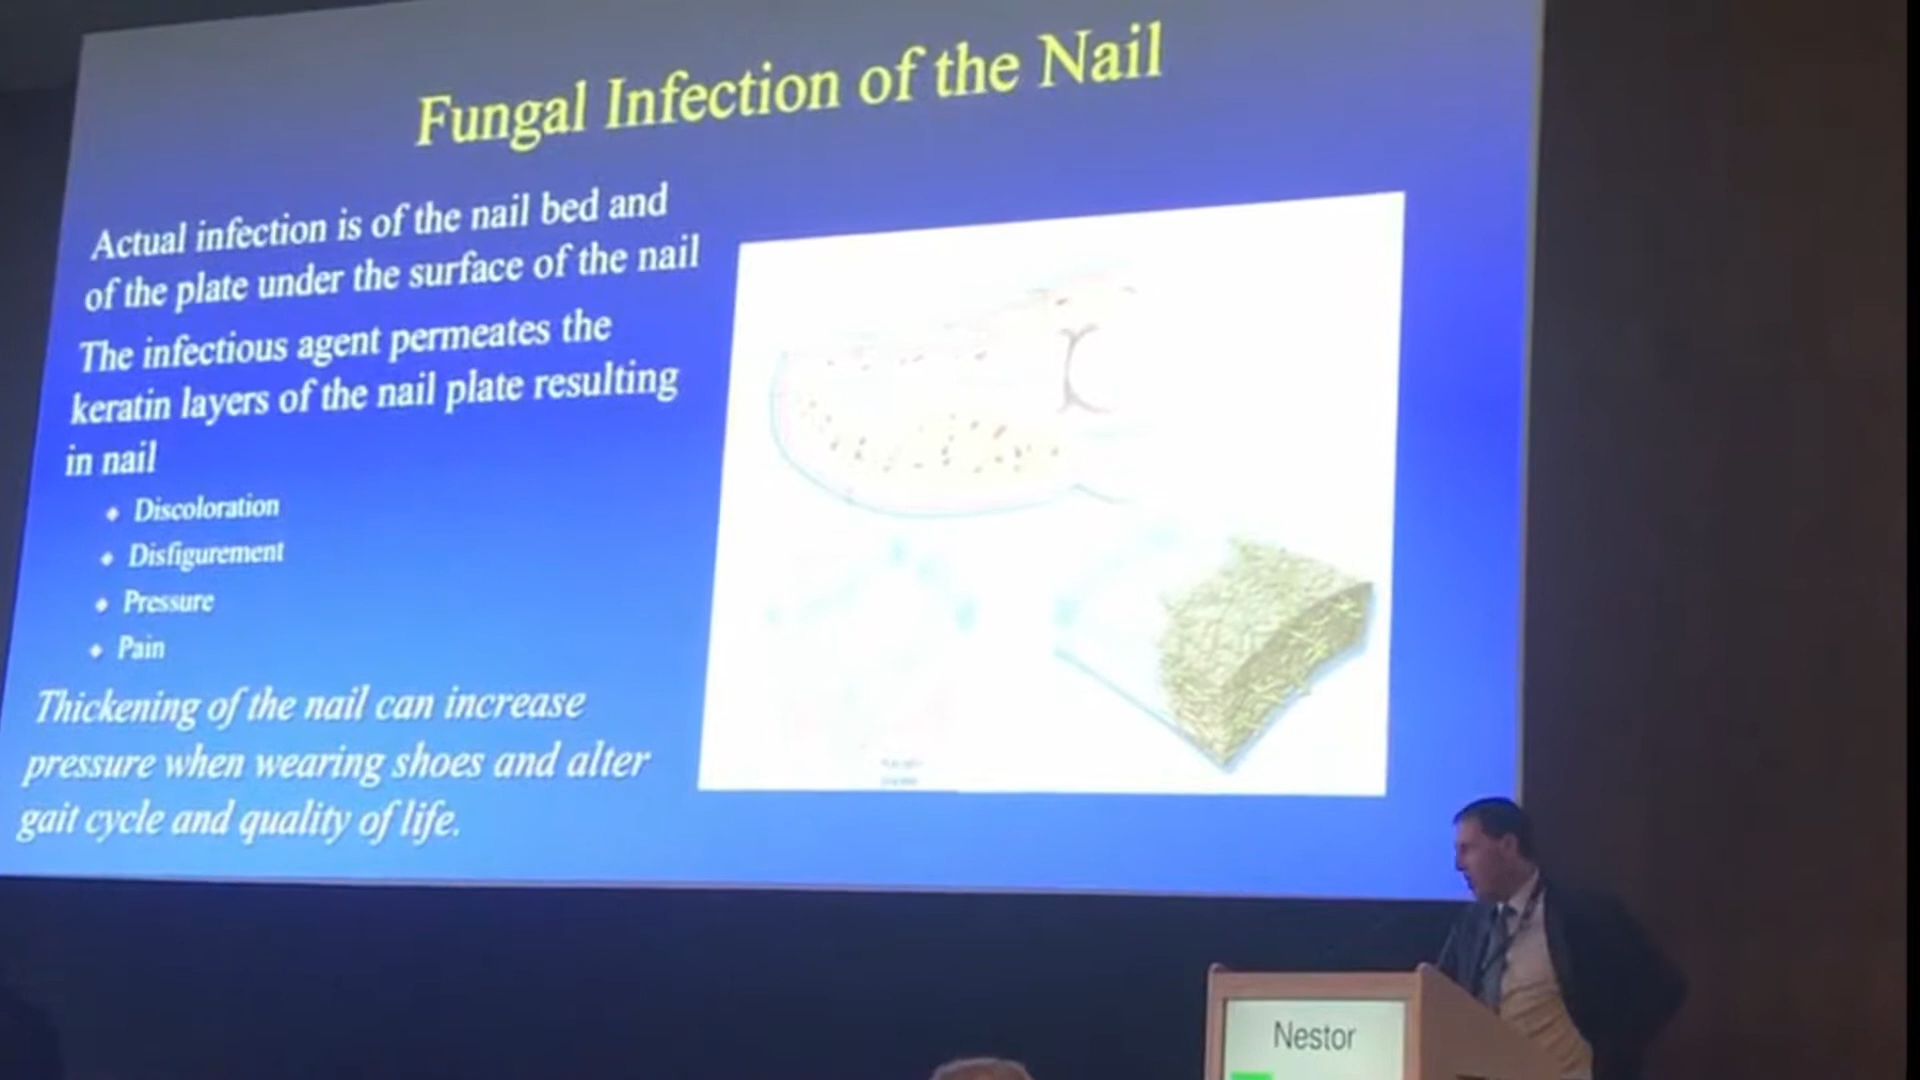 Fungal Infection of the Nail
Actual infection is of the nail bed and
of the plate under the surface of the nail
The infectious agent permeates the
keratin layers of the nail plate resulting
in nail
Discoloration
Disfigurement
Pressure
Pain
Thickening of the nail can increase
pressure when wearing shoes and alter
gait cycle and quality of life.
Nestor